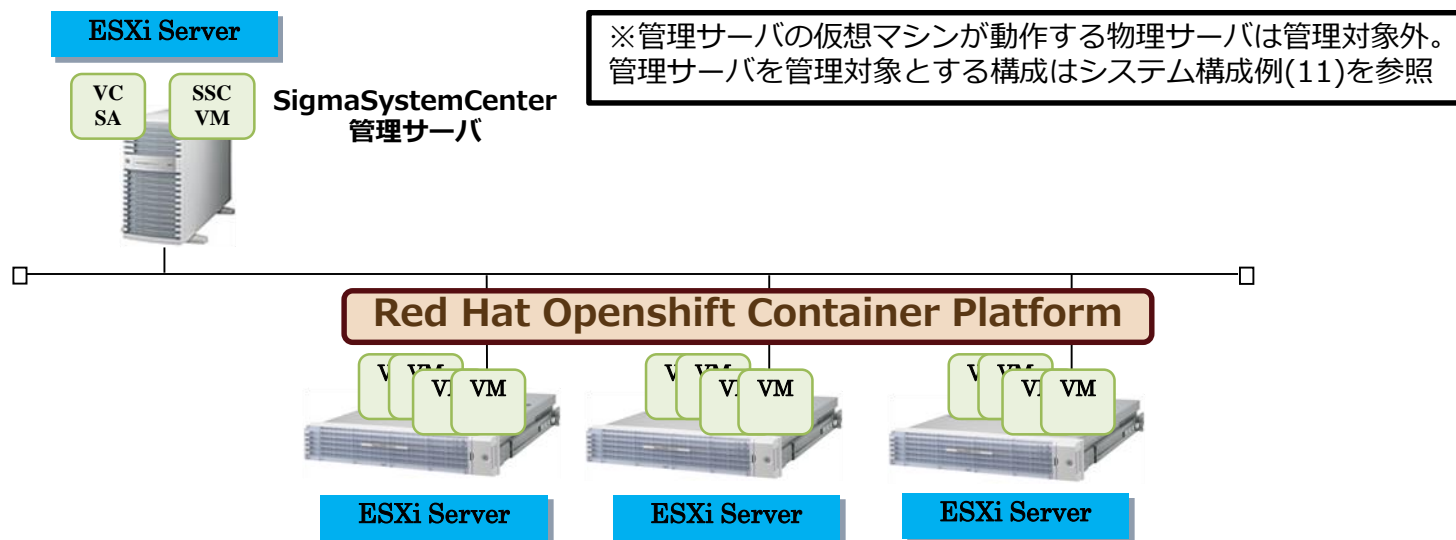 ESXi Server
※管理サーバの仮想マシンが動作する物理サーバは管理対象外。
管理サーバを管理対象とする構成はシステム構成例(11)を参照
VC
SA
SSC
VM
SigmaSystemCenter
管理サーバ
Red Hat Openshift Container Platform
VM
VM
VM
ESXi Server
ESXi Server
ESXi Server